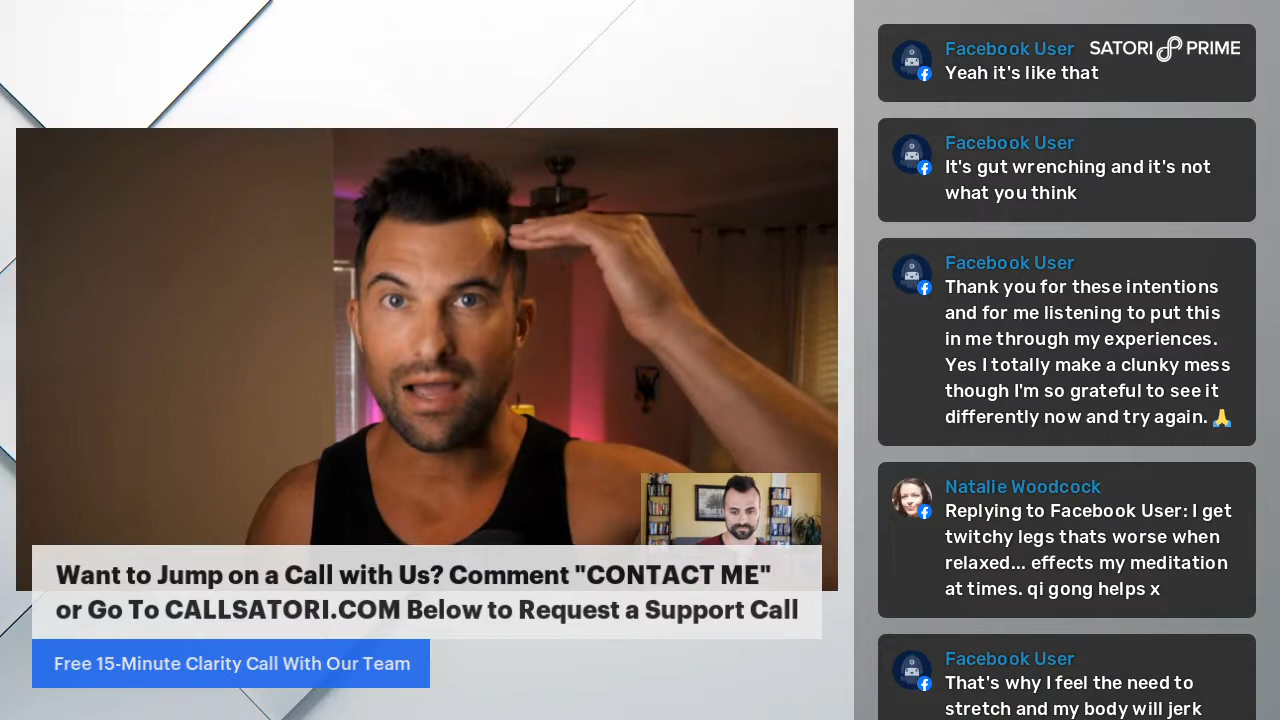 Want to Jump on a Call with Us? Comment "CONTACT ME"
or Go To CALLSATORI.COM Below to Request a Support Call
Free 15-Minute Clarity Call With Our Team
SATORI PRIME
Facebook User
Yeah it's like that
Facebook User
It's gut wrenching and it's not
what you think
Facebook User
Thank you for these intentions
and for me listening to put this
in me through my experiences.
Yes I totally make a clunky mess
though I'm so grateful to see it
differently now and try again. 🙏
Natalie Woodcock
Replying to Facebook User: I get
twitchy legs thats worse when
relaxed... effects my meditation
at times. qi gong helps x
Facebook User
That's why I feel the need to
stretch and my body will jerk